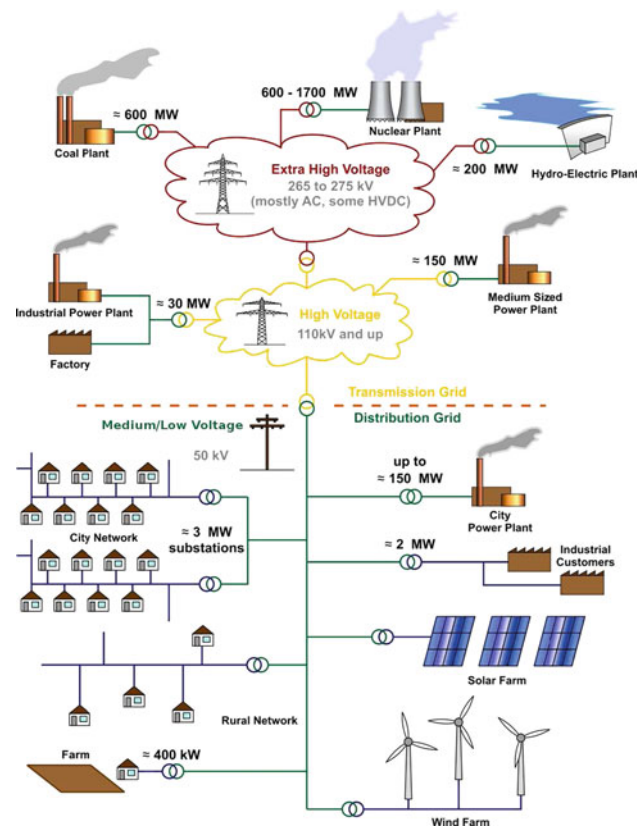 600 - 1700 MW
Nuclear Plant
≈ 600 MW
Coal Plant
≈ 200 MW
Hydro-Electric Plant
Extra High Voltage
265 to 275 kV
(mostly AC, some HVDC)
≈ 150 MW
Medium Sized
Power Plant
≈ 30 MW
Industrial Power Plant
Factory
High Voltage
110kV and up
Transmission Grid
Distribution Grid
Medium/Low Voltage
50 kV
up to
≈ 150 MW
City
Power Plant
City Network
≈ 3 MW
substations
≈ 2 MW
Industrial
Customers
Solar Farm
Rural Network
Farm
≈ 400 kW
Wind Farm